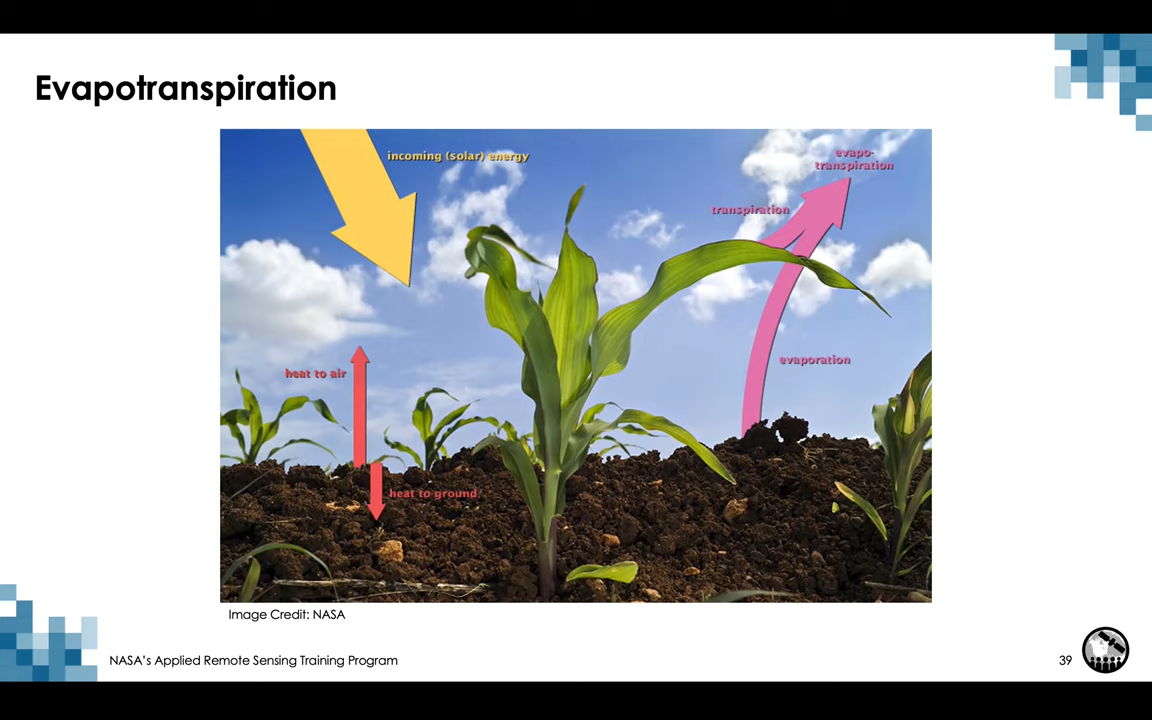 Evapotranspiration
incoming (solar) energy
evapo-
transpiration
transpiration
evaporation
heat to air
heat to ground
Image Credit: NASA
NASA's Applied Remote Sensing Training Program
39